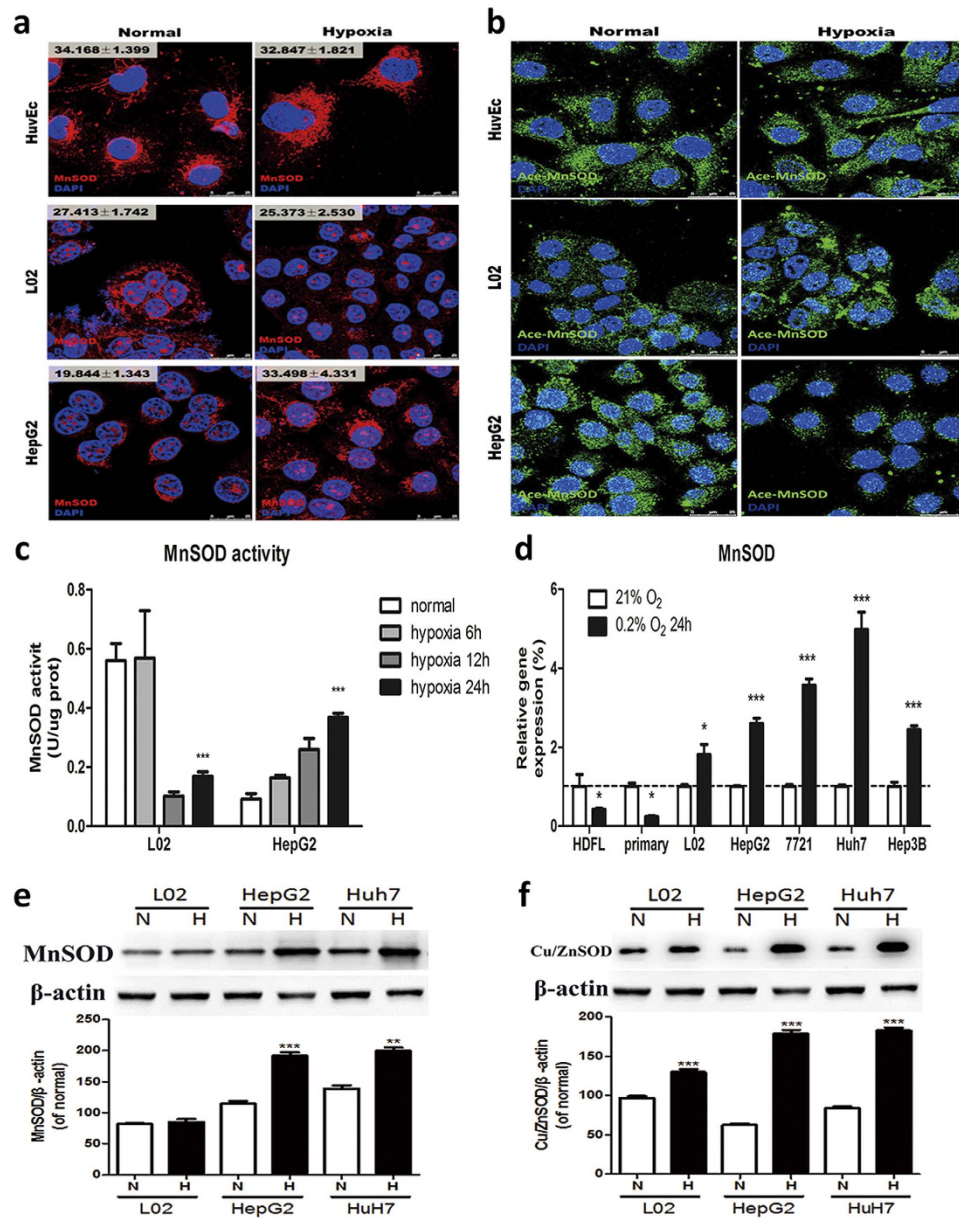 a
Normal
Hypoxia
HuvEc
34.168±1.399
MnSOD
DAPI
32.847±1.821
MnSOD
DAPI
L02
27.413±1.742
MnSOD
25.373±2.530
MnSOD
DAPI
HepG2
19.844±1.343
MnSOD
DAPI
33.498±4.331
MnSOD
DAPI
b
Normal
Hypoxia
HuvEc
Ace-MnSOD
DAPI
Ace-MnSOD
DAPI
L02
Ace-MnSOD
DAPI
Ace-MnSOD
DAPI
HepG2
Ace-MnSOD
DAPI
Ace-MnSOD
DAPI
c
MnSOD activity
MnSOD activit
(U/ug prot)
0.8
0.6
0.4
0.2
0.0
***
***
L02
HepG2
normal
hypoxia 6h
hypoxia 12h
hypoxia 24h
d
MnSOD
Relative gene
expression (%)
6
4
2
0
21% O₂
0.2% O₂ 24h
*
*
*
***
***
***
***
HDFL
primary
L02
HepG2
7721
Huh7
Hep3B
e
L02
HepG2
Huh7
N H N H N H
MnSOD
β-actin
MnSOD/β -actin
(of normal)
250
200
150
100
50
0
***
**
N H N H N H
L02
HepG2
HuH7
f
L02
HepG2
Huh7
N H N H N H
Cu/ZnSOD
β-actin
Cu/ZnSOD/β -actin
(of normal)
200
150
100
50
0
***
***
***
N H N H N H
L02
HepG2
HuH7